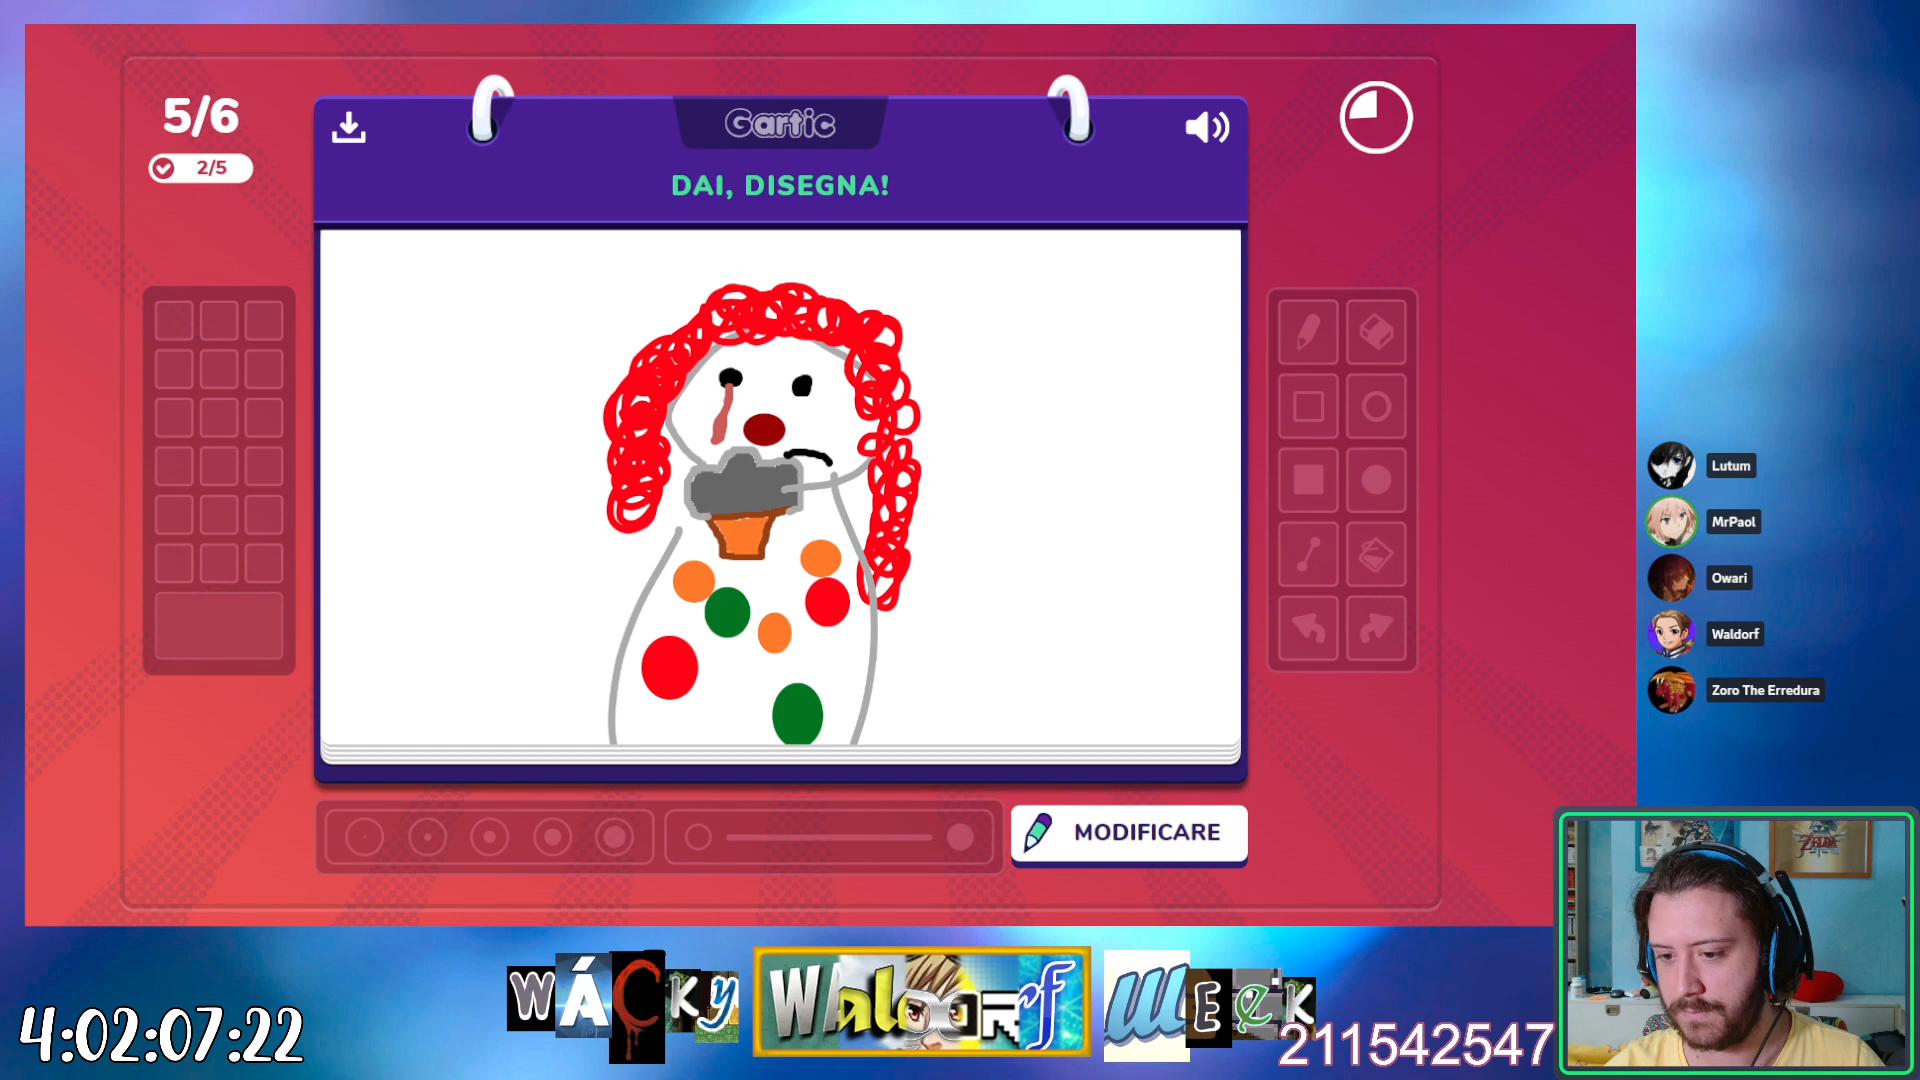 5/6
2/5
Gartic
DAI, DISEGNA!
MODIFICARE
Lutum
MrPaol
Owari
Waldorf
Zoro The Erredura
ZELDA
WÁCKy
WAldorf
WEEK
4:02:07:22
211542547